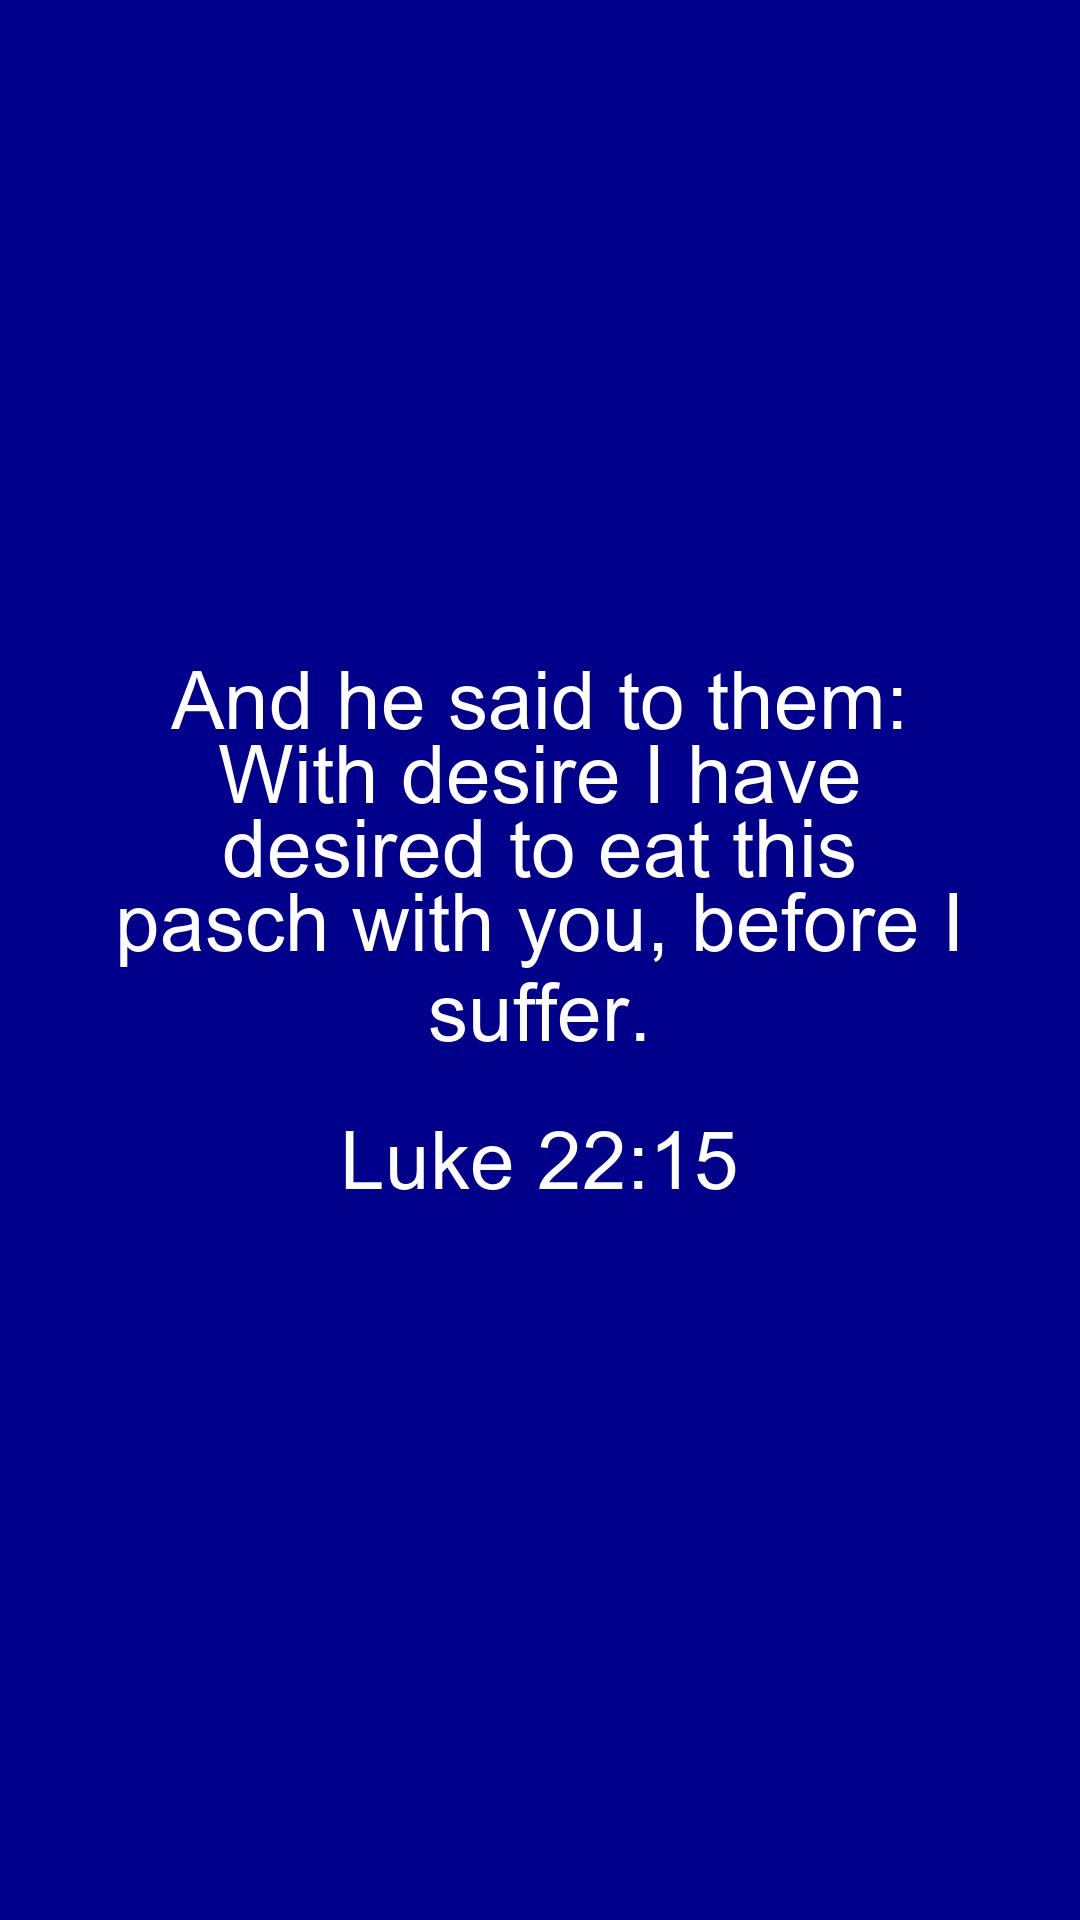 And he said to them:
With desire I have
desired to eat this
pasch with you, before I
suffer.
Luke 22:15